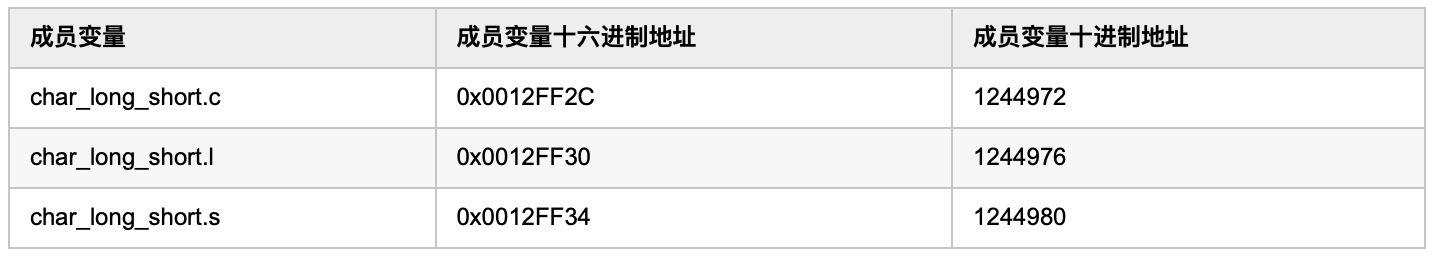 成员变量 成员变量十六进制地址 成员变量十进制地址
char_long_short.c 0x0012FF2C 1244972
char_long_short.l 0x0012FF30 1244976
char_long_short.s 0x0012FF34 1244980